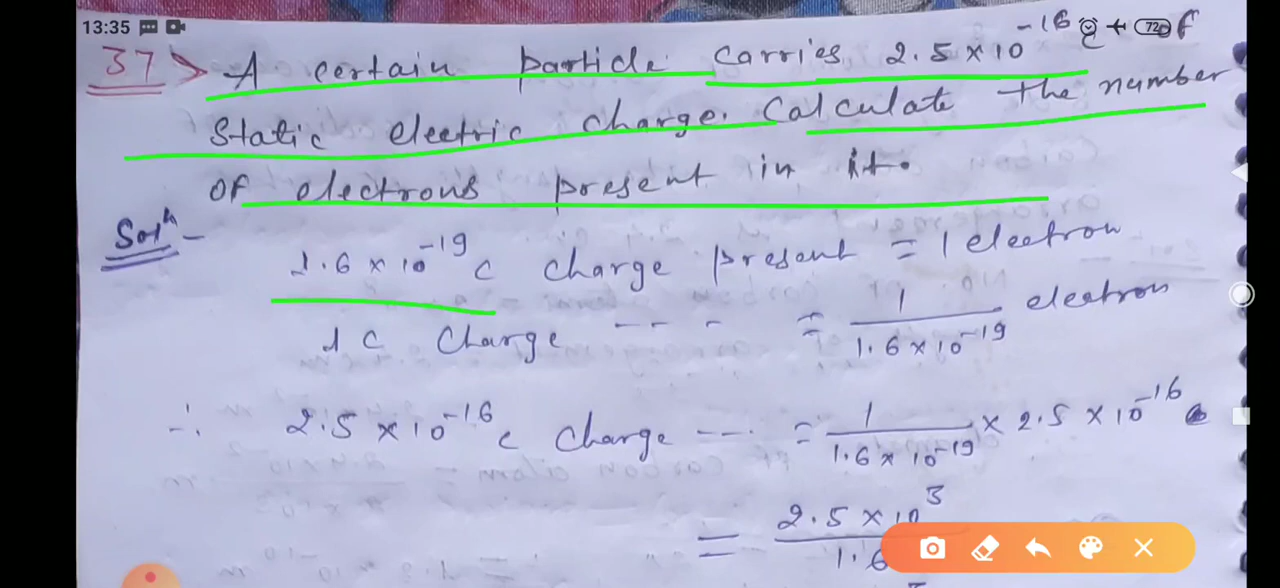 13:35
37> A certain particle carries 2.5×10⁻¹⁶ of
static electric charge. Calculate the number
of electrons present in it.
Solⁿ-
1.6×10⁻¹⁹ c charge present = 1 electron
1 c charge --- = 1/1.6×10⁻¹⁹ electron
∴ 2.5×10⁻¹⁶ c charge --- = 1/1.6×10⁻¹⁹ × 2.5×10⁻¹⁶
= 2.5×10³/1.6